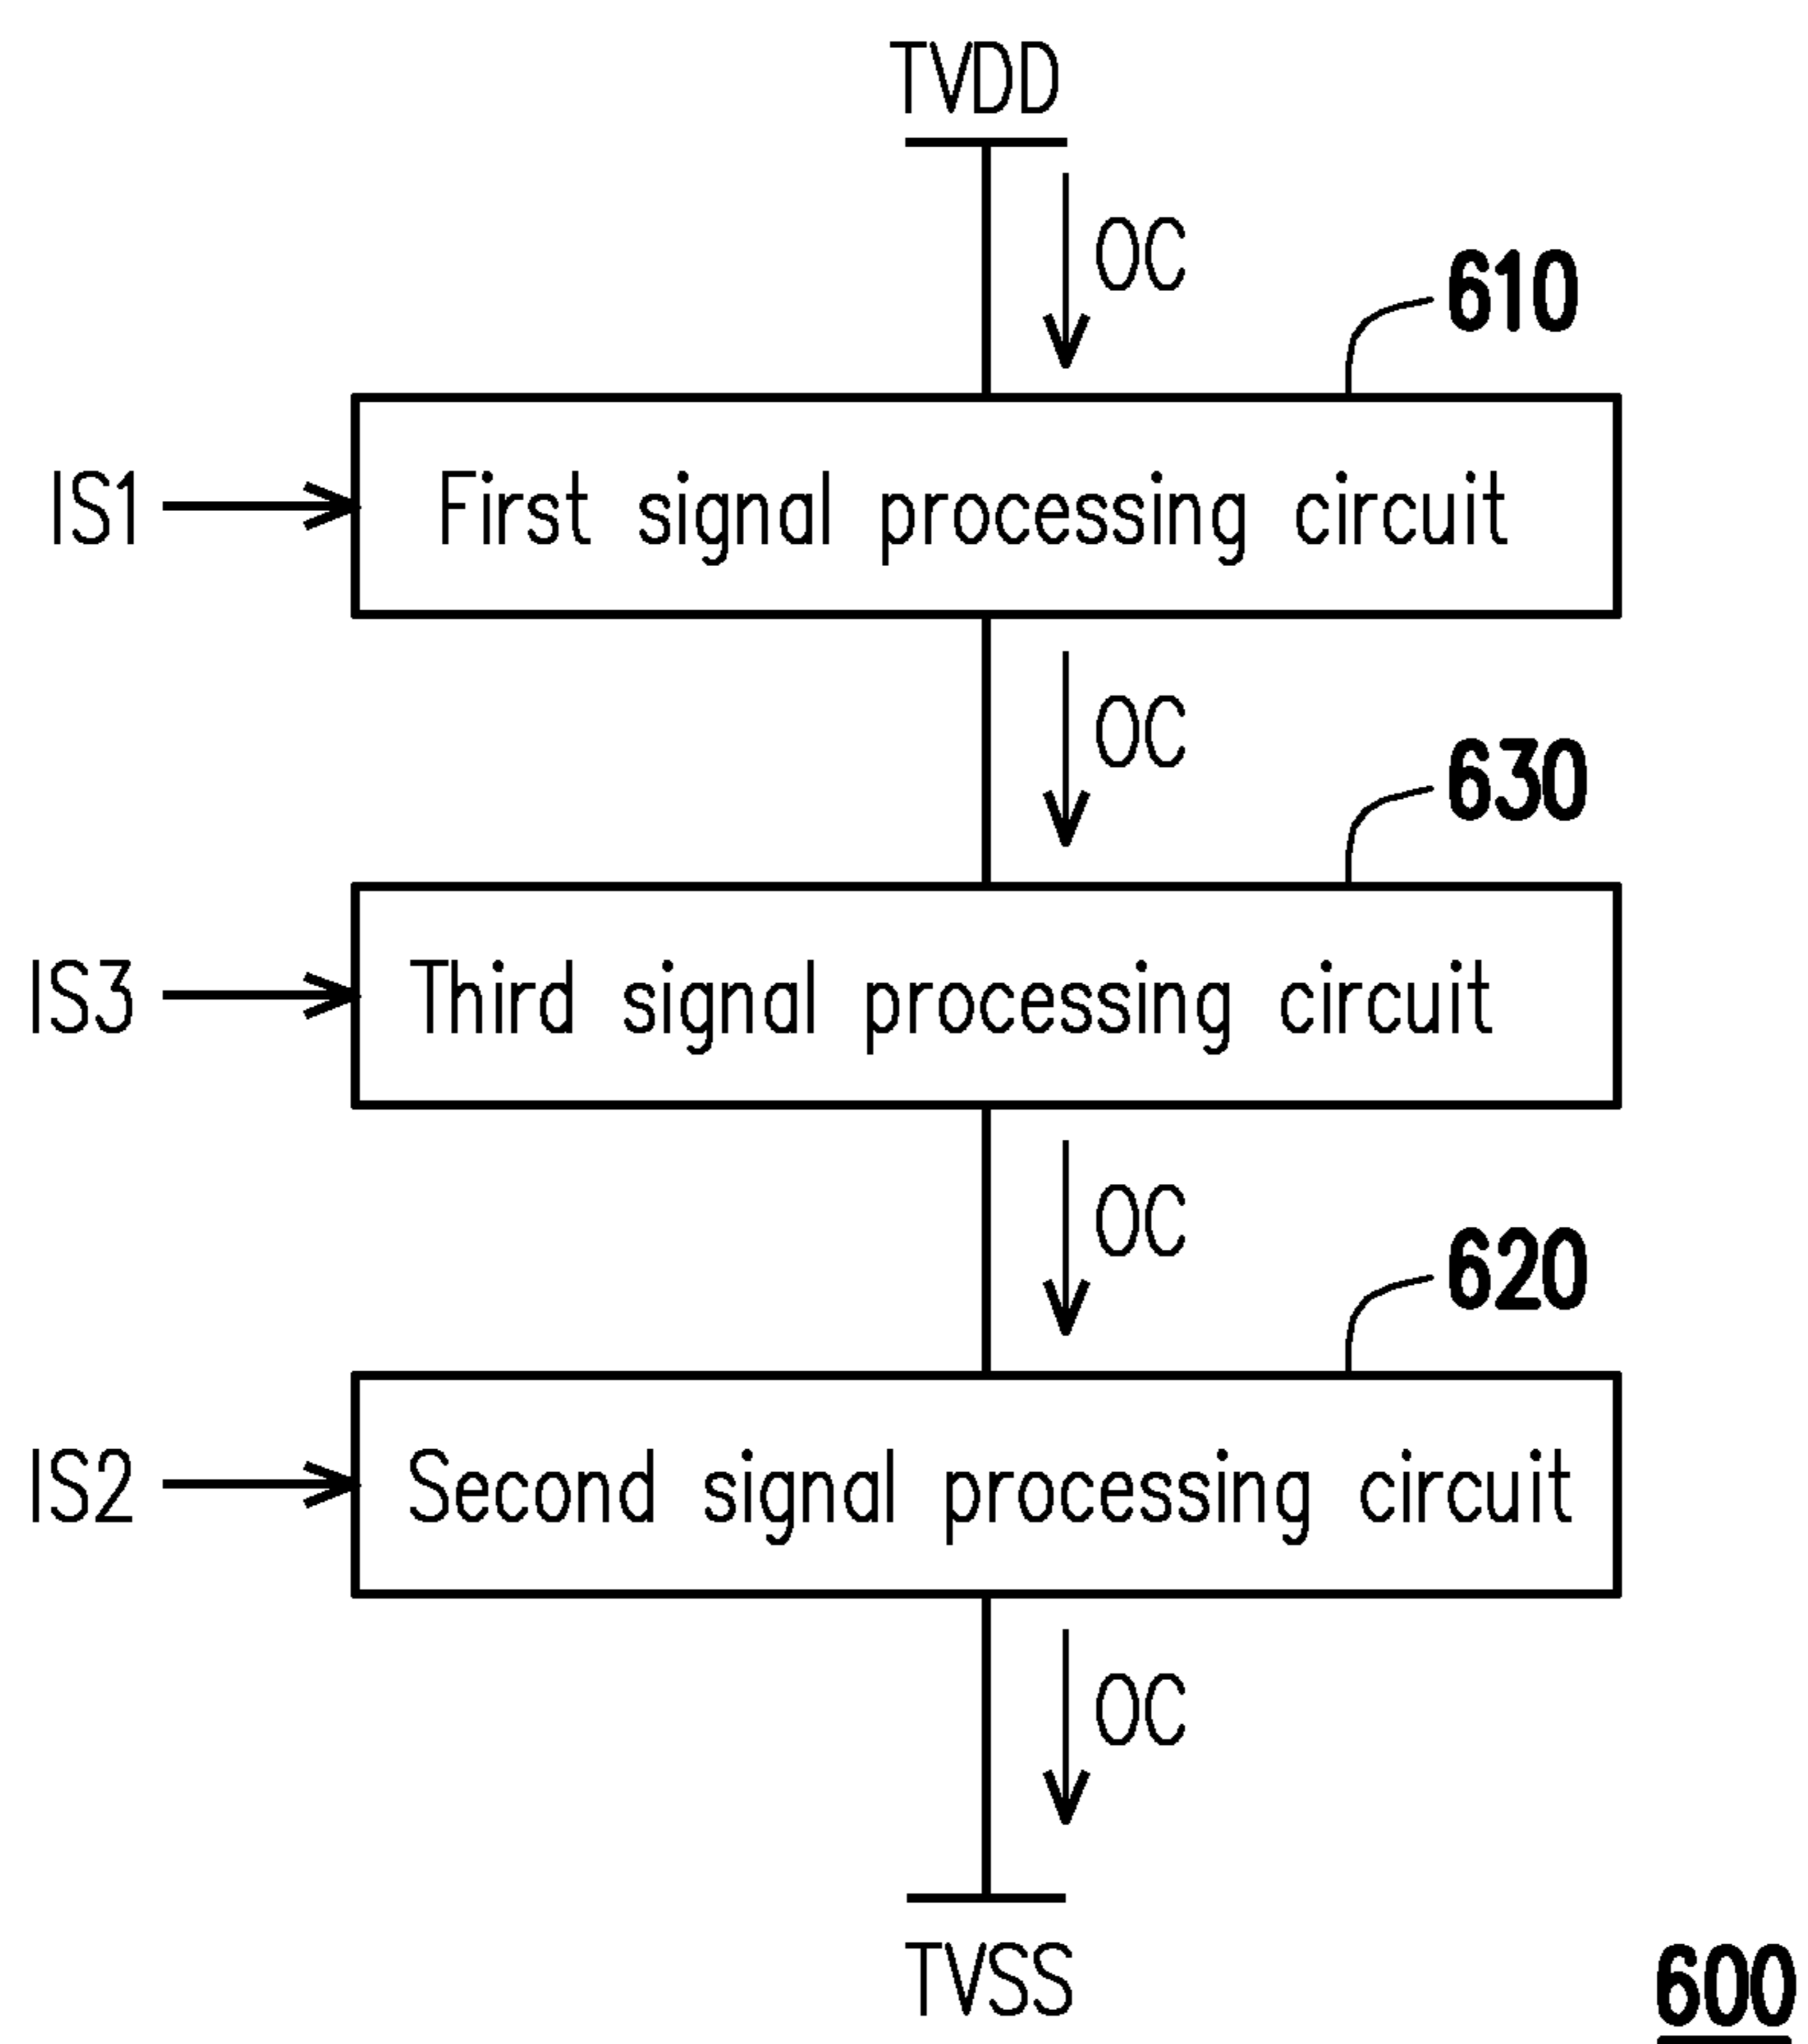 TVDD
OC
610
IS1
First signal processing circuit
OC
630
IS3
Third signal processing circuit
OC
620
IS2
Second signal processing circuit
OC
TVSS
600